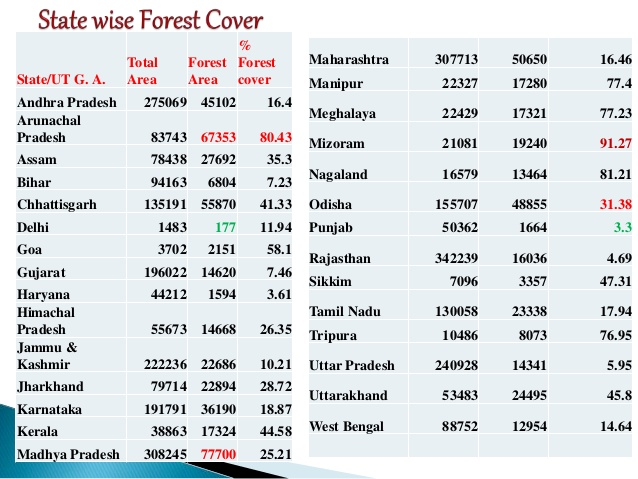 State wise Forest Cover
State/UT G. A. Total Area Forest Area % Forest cover
Andhra Pradesh 275069 45102 16.4
Arunachal Pradesh 83743 67353 80.43
Assam 78438 27692 35.3
Bihar 94163 6804 7.23
Chhattisgarh 135191 55870 41.33
Delhi 1483 177 11.94
Goa 3702 2151 58.1
Gujarat 196022 14620 7.46
Haryana 44212 1594 3.61
Himachal Pradesh 55673 14668 26.35
Jammu & Kashmir 222236 22686 10.21
Jharkhand 79714 22894 28.72
Karnataka 191791 36190 18.87
Kerala 38863 17324 44.58
Madhya Pradesh 308245 77700 25.21
Maharashtra 307713 50650 16.46
Manipur 22327 17280 77.4
Meghalaya 22429 17321 77.23
Mizoram 21081 19240 91.27
Nagaland 16579 13464 81.21
Odisha 155707 48855 31.38
Punjab 50362 1664 3.3
Rajasthan 342239 16036 4.69
Sikkim 7096 3357 47.31
Tamil Nadu 130058 23338 17.94
Tripura 10486 8073 76.95
Uttar Pradesh 240928 14341 5.95
Uttarakhand 53483 24495 45.8
West Bengal 88752 12954 14.64